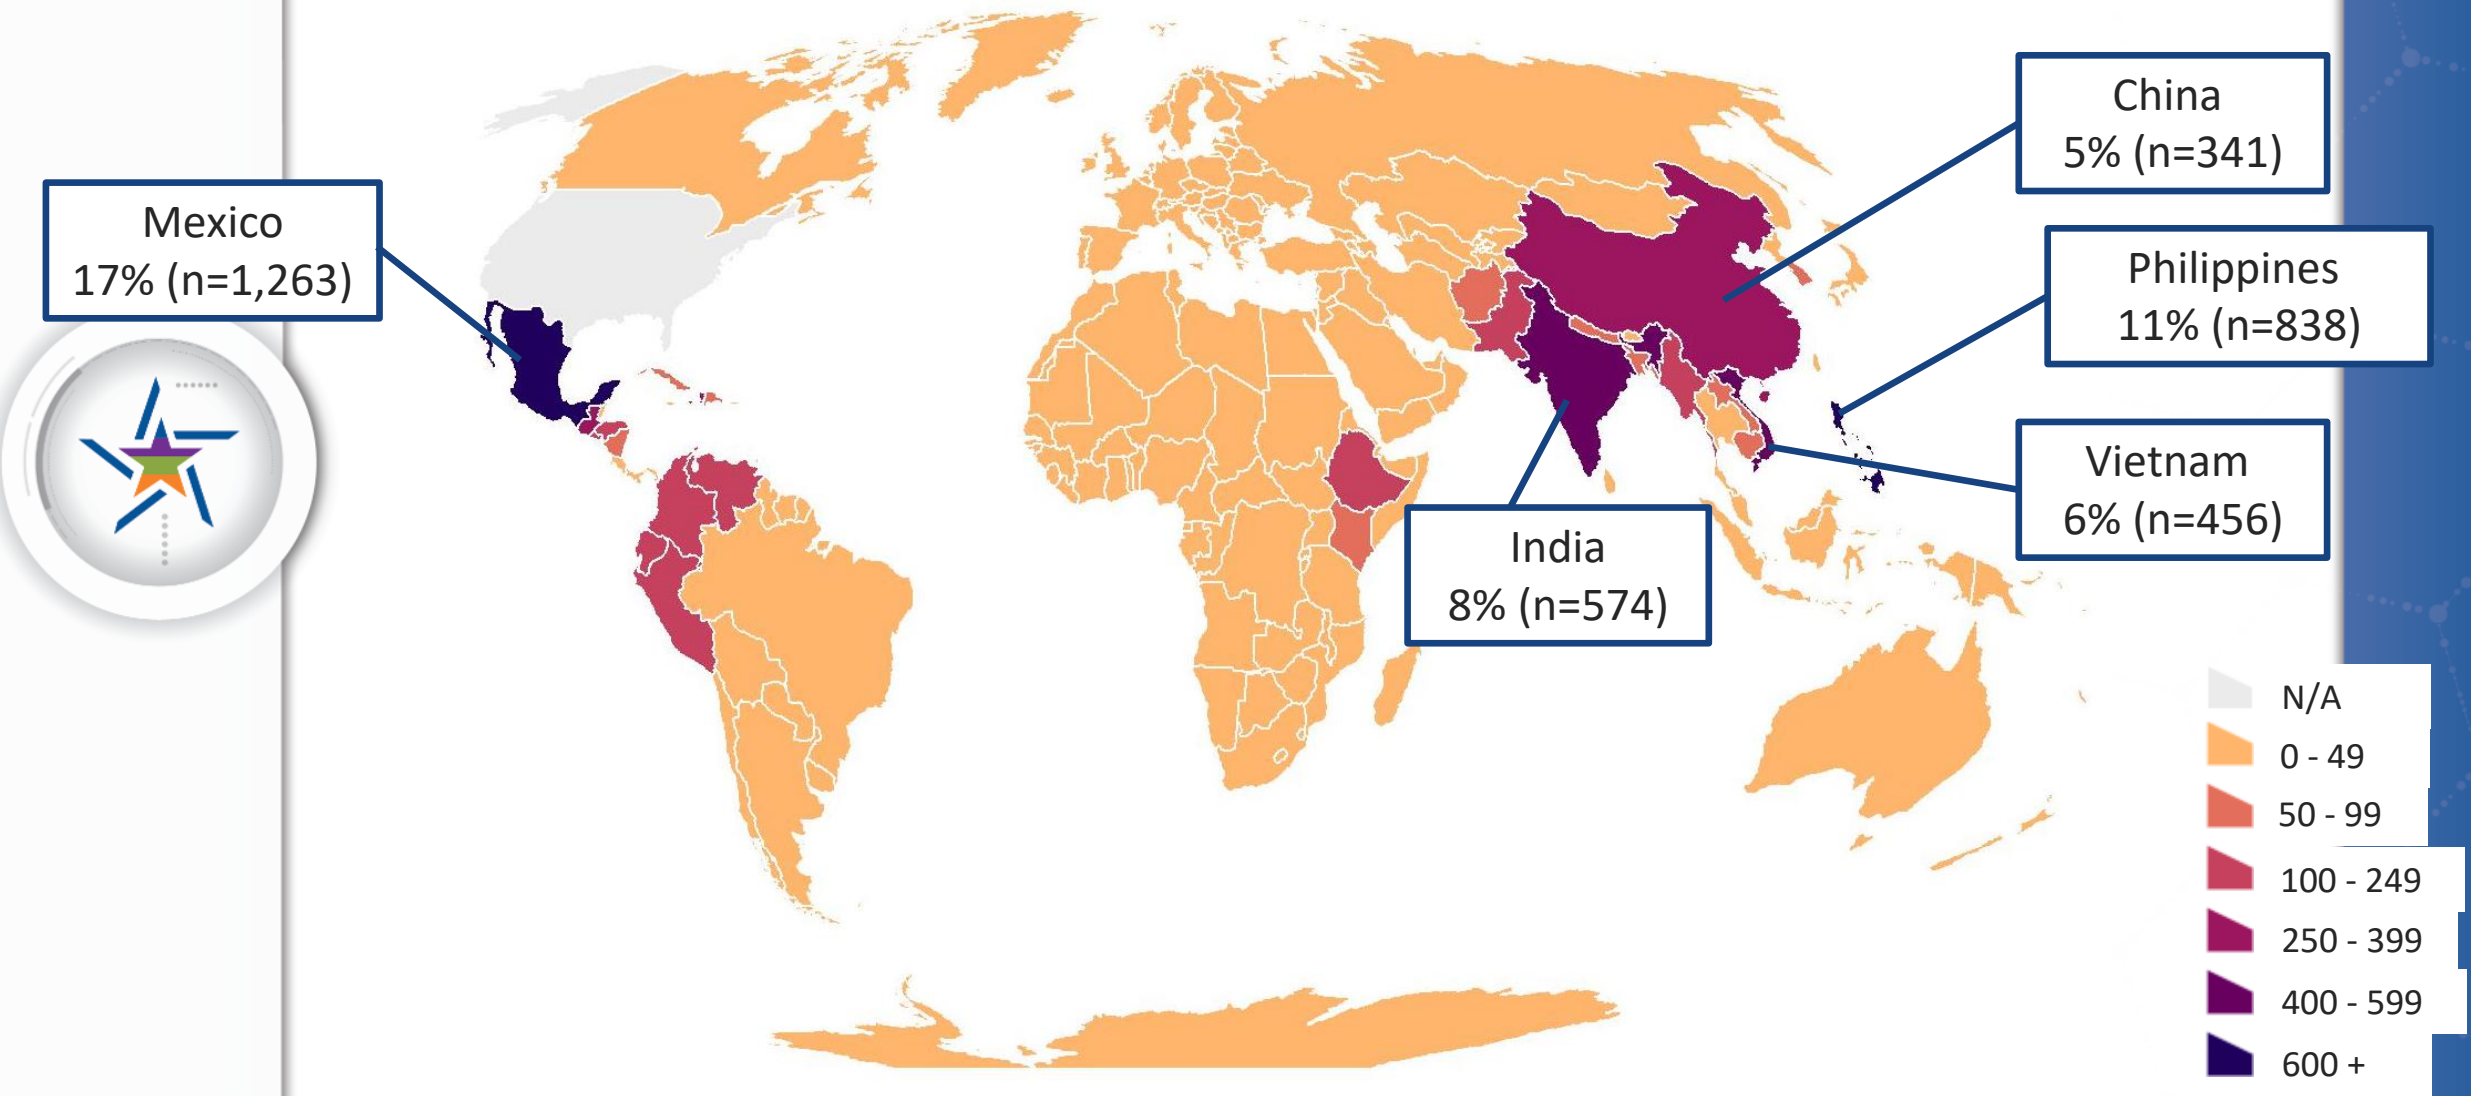 China
5% (n=341)
Mexico
17% (n=1,263)
Philippines
11% (n=838)
Vietnam
6% (n=456)
India
8% (n=574)
N/A
0 - 49
50 - 99
100 - 249
250 - 399
400 - 599
600 +